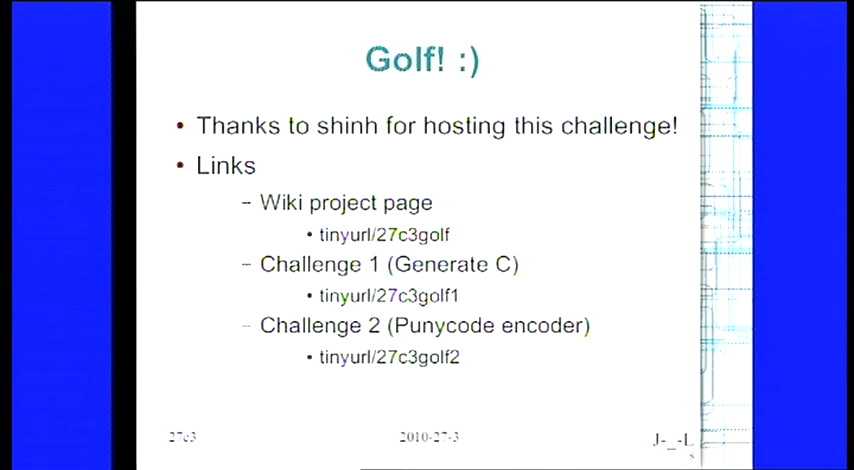 Golf! :)
• Thanks to shinh for hosting this challenge!
• Links
– Wiki project page
• tinyurl/27c3golf
– Challenge 1 (Generate C)
• tinyurl/27c3golf1
– Challenge 2 (Punycode encoder)
• tinyurl/27c3golf2
27c3
2010-27-3
J-_-L
8